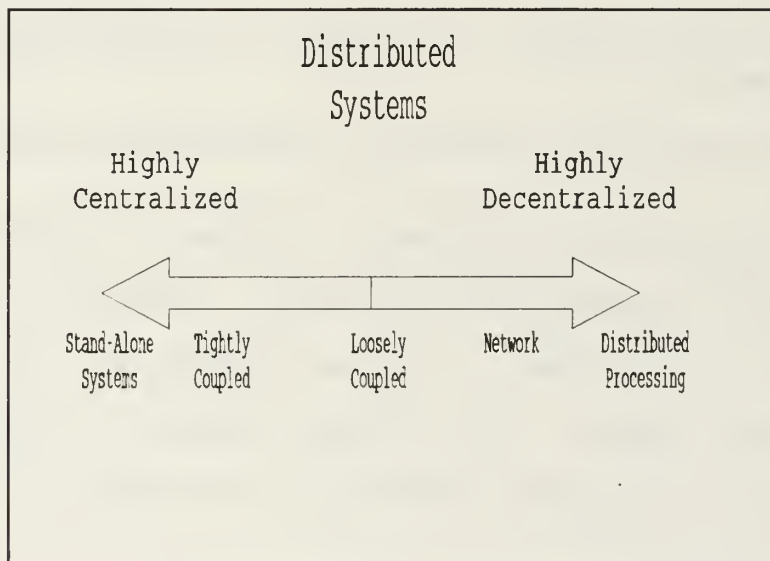 Distributed
Systems
Highly
Centralized
Highly
Decentralized
Stand-Alone
Systems
Tightly
Coupled
Loosely
Coupled
Network
Distributed
Processing